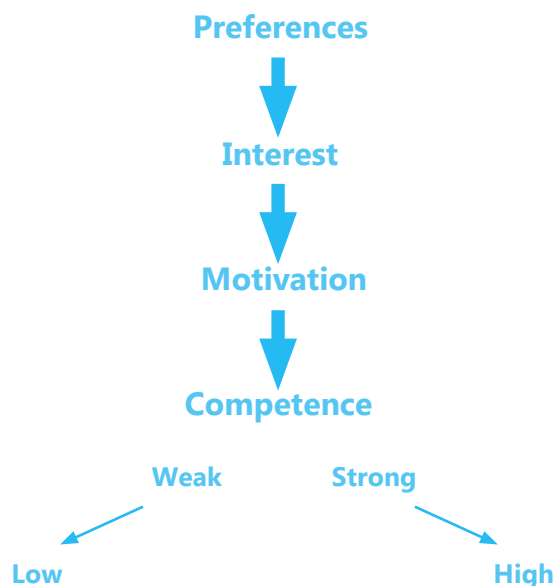 Preferences
Interest
Motivation
Competence
Weak Strong
Low High